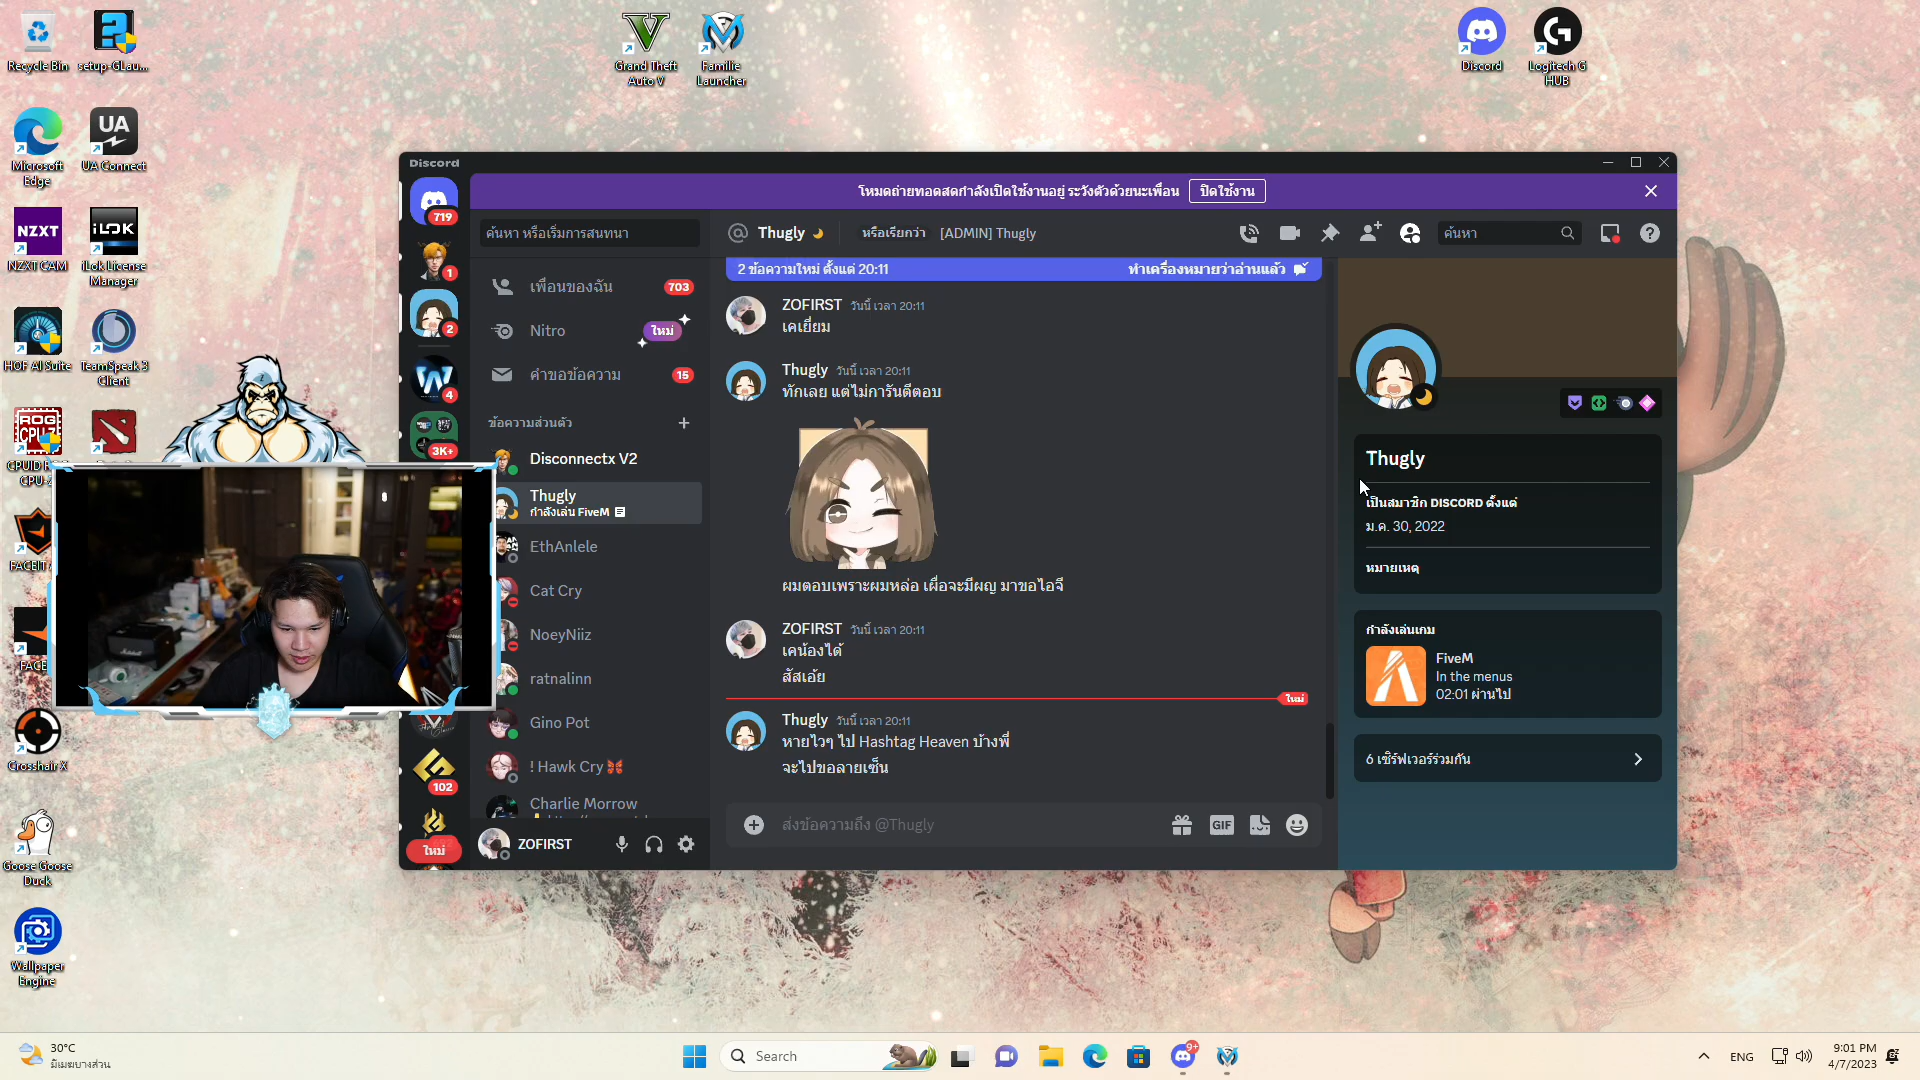 Recycle Bin
setup-GLau...
Grand Theft
Auto V
Familie
Launcher
Discord
Logitech G
HUB
Microsoft
Edge
UA
UA Connect
NZXT
NZXT CAM
iLOK
iLok License
Manager
HOF AI Suite
TeamSpeak 3
Client
ROG
CPUID
CPU-Z
FACEIT
FACE
Crosshair X
Goose Goose
Duck
Wallpaper
Engine
Discord
โหมดถ่ายทอดสดกำลังเปิดใช้งานอยู่ ระวังตัวด้วยนะเพื่อน
ปิดใช้งาน
719
1
2
4
3K+
102
ใหม่
ค้นหา หรือเริ่มการสนทนา
เพื่อนของฉัน
703
Nitro
ใหม่
คำขอข้อความ
15
ข้อความส่วนตัว
Disconnectx V2
Thugly
กำลังเล่น FiveM
EthAnlele
Cat Cry
NoeyNiiz
ratnalinn
Gino Pot
! Hawk Cry
Charlie Morrow
ZOFIRST
Thugly
หรือเรียกว่า
[ADMIN] Thugly
ค้นหา
2 ข้อความใหม่ ตั้งแต่ 20:11
ทำเครื่องหมายว่าอ่านแล้ว
ZOFIRST วันนี้ เวลา 20:11
เคเยี่ยม
Thugly วันนี้ เวลา 20:11
ทักเลย แต่ไม่การันตีตอบ
ผมตอบเพราะผมหล่อ เผื่อจะมีผญ มาขอไอจี
ZOFIRST วันนี้ เวลา 20:11
เคน้องได้
สัสเอ้ย
ใหม่
Thugly วันนี้ เวลา 20:11
หายไวๆ ไป Hashtag Heaven บ้างพี่
จะไปขอลายเซ็น
ส่งข้อความถึง @Thugly
GIF
Thugly
เป็นสมาชิก DISCORD ตั้งแต่
ม.ค. 30, 2022
หมายเหตุ
กำลังเล่นเกม
FiveM
In the menus
02:01 ผ่านไป
6 เซิร์ฟเวอร์ร่วมกัน
30°C
มีเมฆบางส่วน
Search
9+
ENG
9:01 PM
4/7/2023